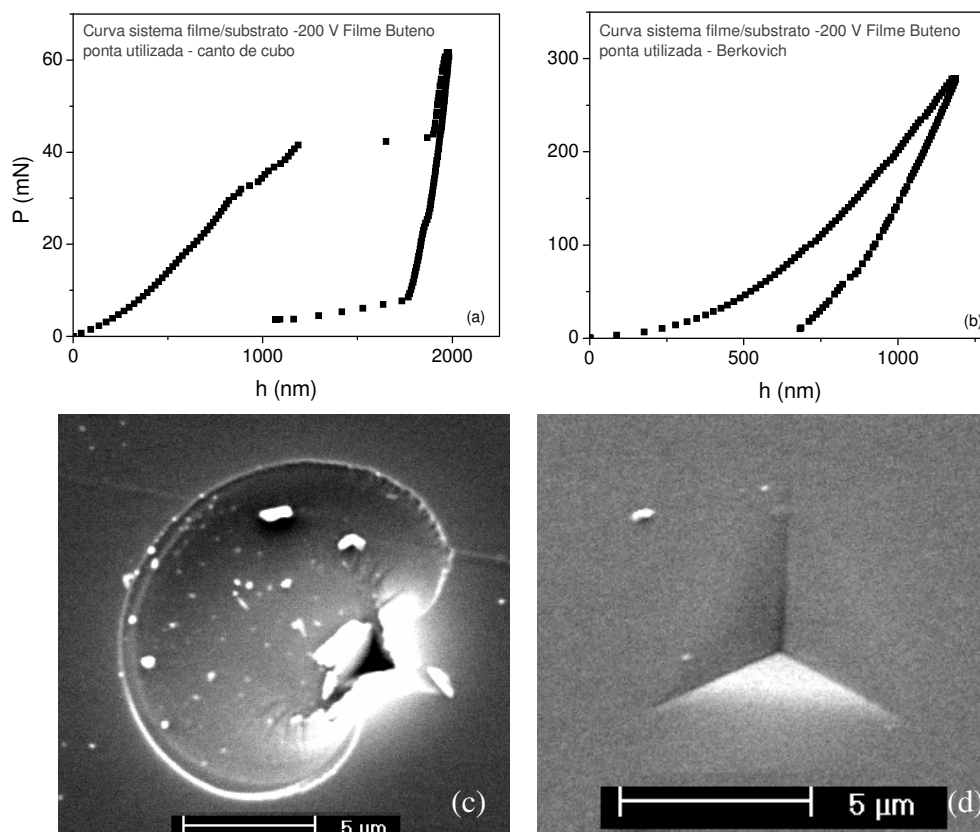 Curva sistema filme/substrato -200 V Filme Buteno
ponta utilizada - canto de cubo
60
40
20
0
P (mN)
(a)
0
1000
2000
h (nm)
Curva sistema filme/substrato -200 V Filme Buteno
ponta utilizada - Berkovich
300
200
100
0
(b)
0
500
1000
h (nm)
(c)
5 µm
(d)
5 µm